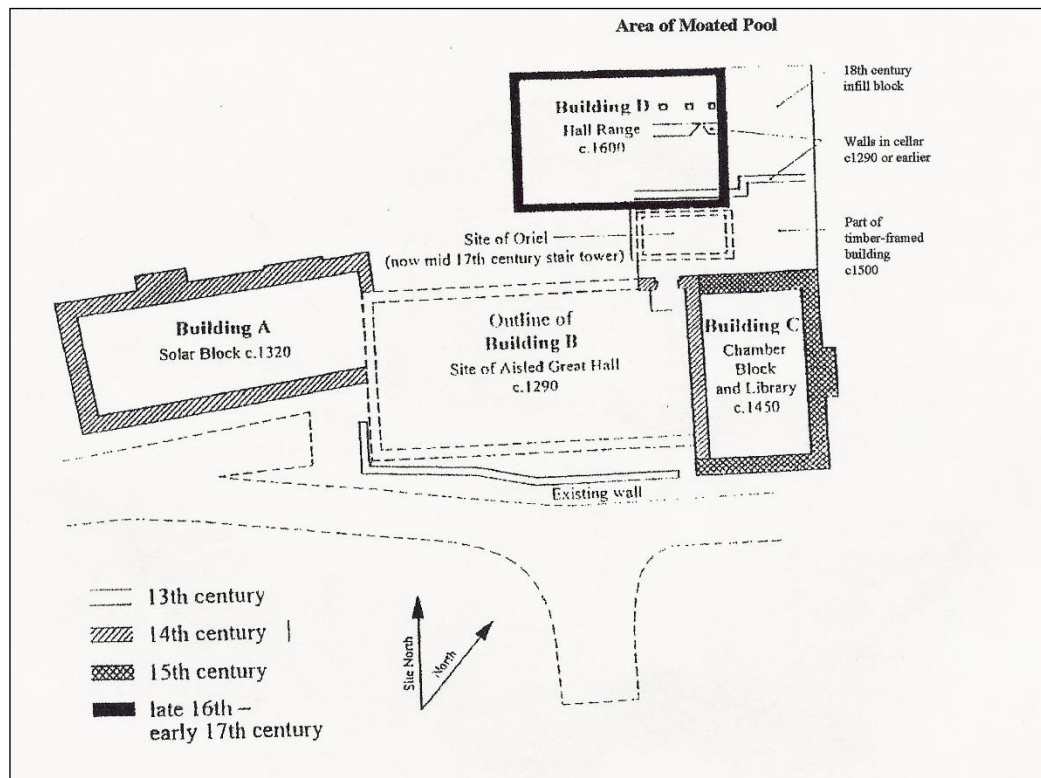 Area of Moated Pool
18th century
infill block
Building D
Hall Range
c.1600
Walls in cellar
c1290 or earlier
Site of Oriel
(now mid 17th century stair tower)
Part of
timber-framed
building
c1500
Building A
Solar Block c.1320
Outline of
Building B
Site of Aisled Great Hall
c.1290
Building C
Chamber
Block
and Library
c.1450
Existing wall
13th century
14th century
15th century
late 16th –
early 17th century
Site North
North